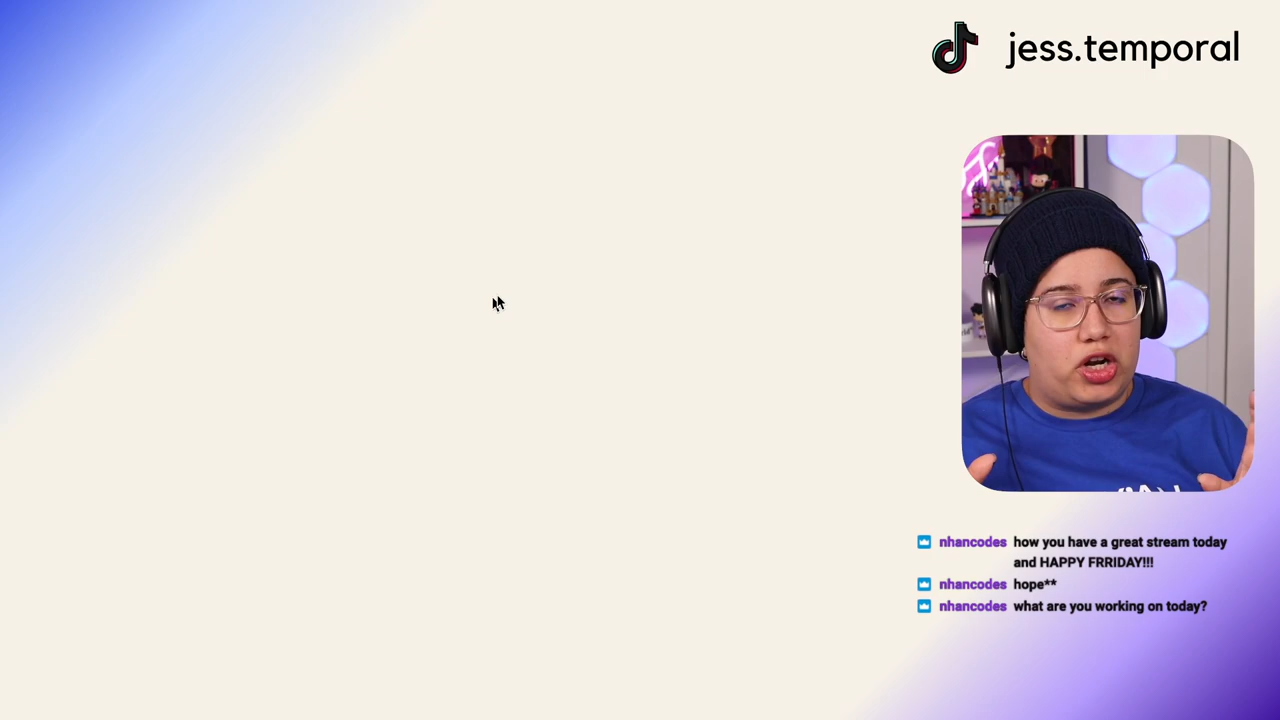 jess.temporal
nhancodes how you have a great stream today
and HAPPY FRRIDAY!!!
nhancodes hope**
nhancodes what are you working on today?